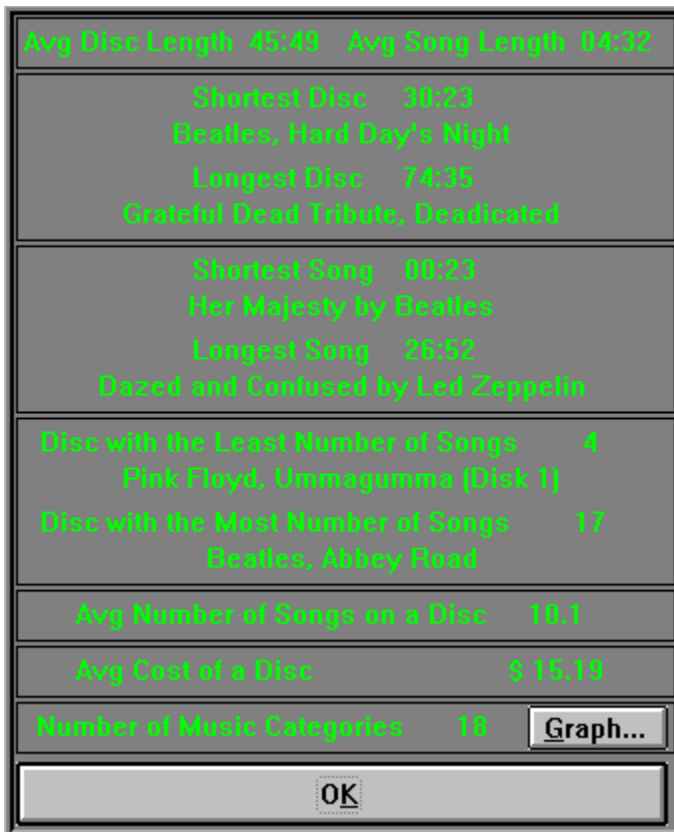 Avg Disc Length 45:49 Avg Song Length 04:32
Shortest Disc 30:23
Beatles, Hard Day's Night
Longest Disc 74:35
Grateful Dead Tribute, Deadicated
Shortest Song 00:23
Her Majesty by Beatles
Longest Song 26:52
Dazed and Confused by Led Zeppelin
Disc with the Least Number of Songs 4
Pink Floyd, Ummagumma (Disk 1)
Disc with the Most Number of Songs 17
Beatles, Abbey Road
Avg Number of Songs on a Disc 10.1
Avg Cost of a Disc $ 15.19
Number of Music Categories 18 Graph...
OK